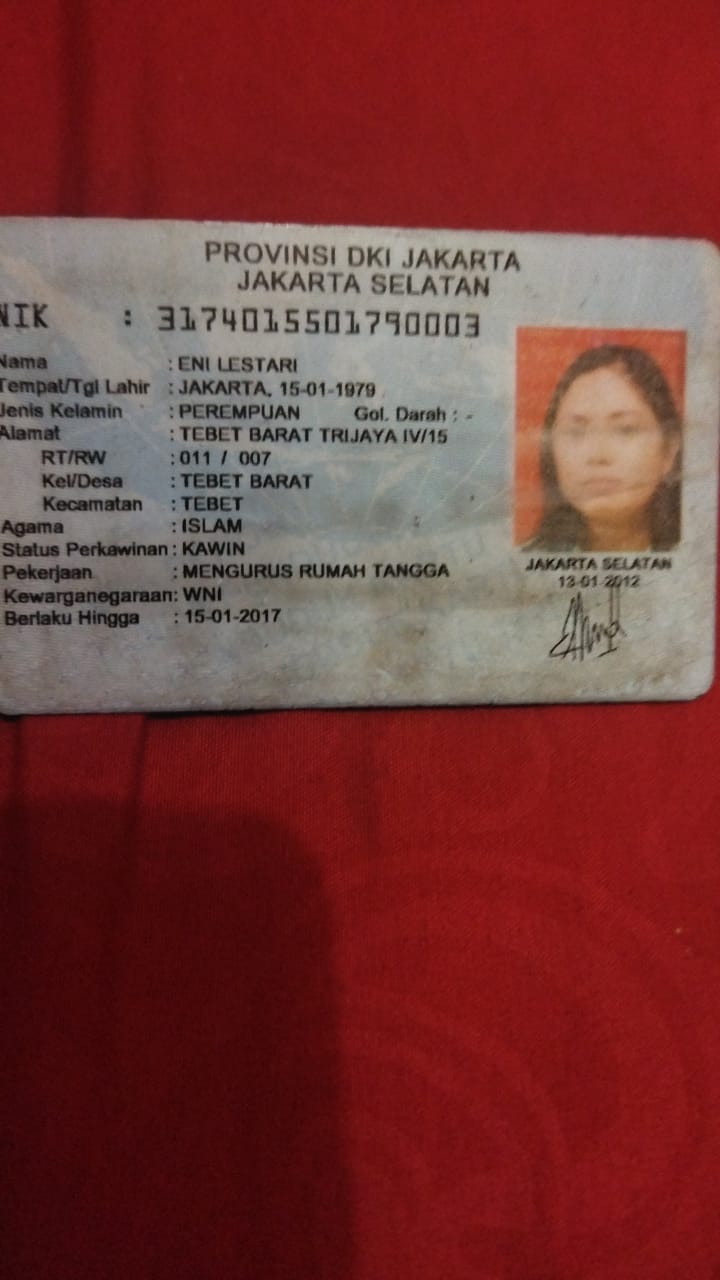 PROVINSI DKI JAKARTA
JAKARTA SELATAN
NIK : 3174015501790003
Nama : ENI LESTARI
Tempat/Tgl Lahir : JAKARTA, 15-01-1979
Jenis Kelamin : PEREMPUAN Gol. Darah : -
Alamat : TEBET BARAT TRIJAYA IV/15
RT/RW : 011 / 007
Kel/Desa : TEBET BARAT
Kecamatan : TEBET
Agama : ISLAM
Status Perkawinan : KAWIN
Pekerjaan : MENGURUS RUMAH TANGGA
Kewarganegaraan: WNI
Berlaku Hingga : 15-01-2017
JAKARTA SELATAN
13-01-2012